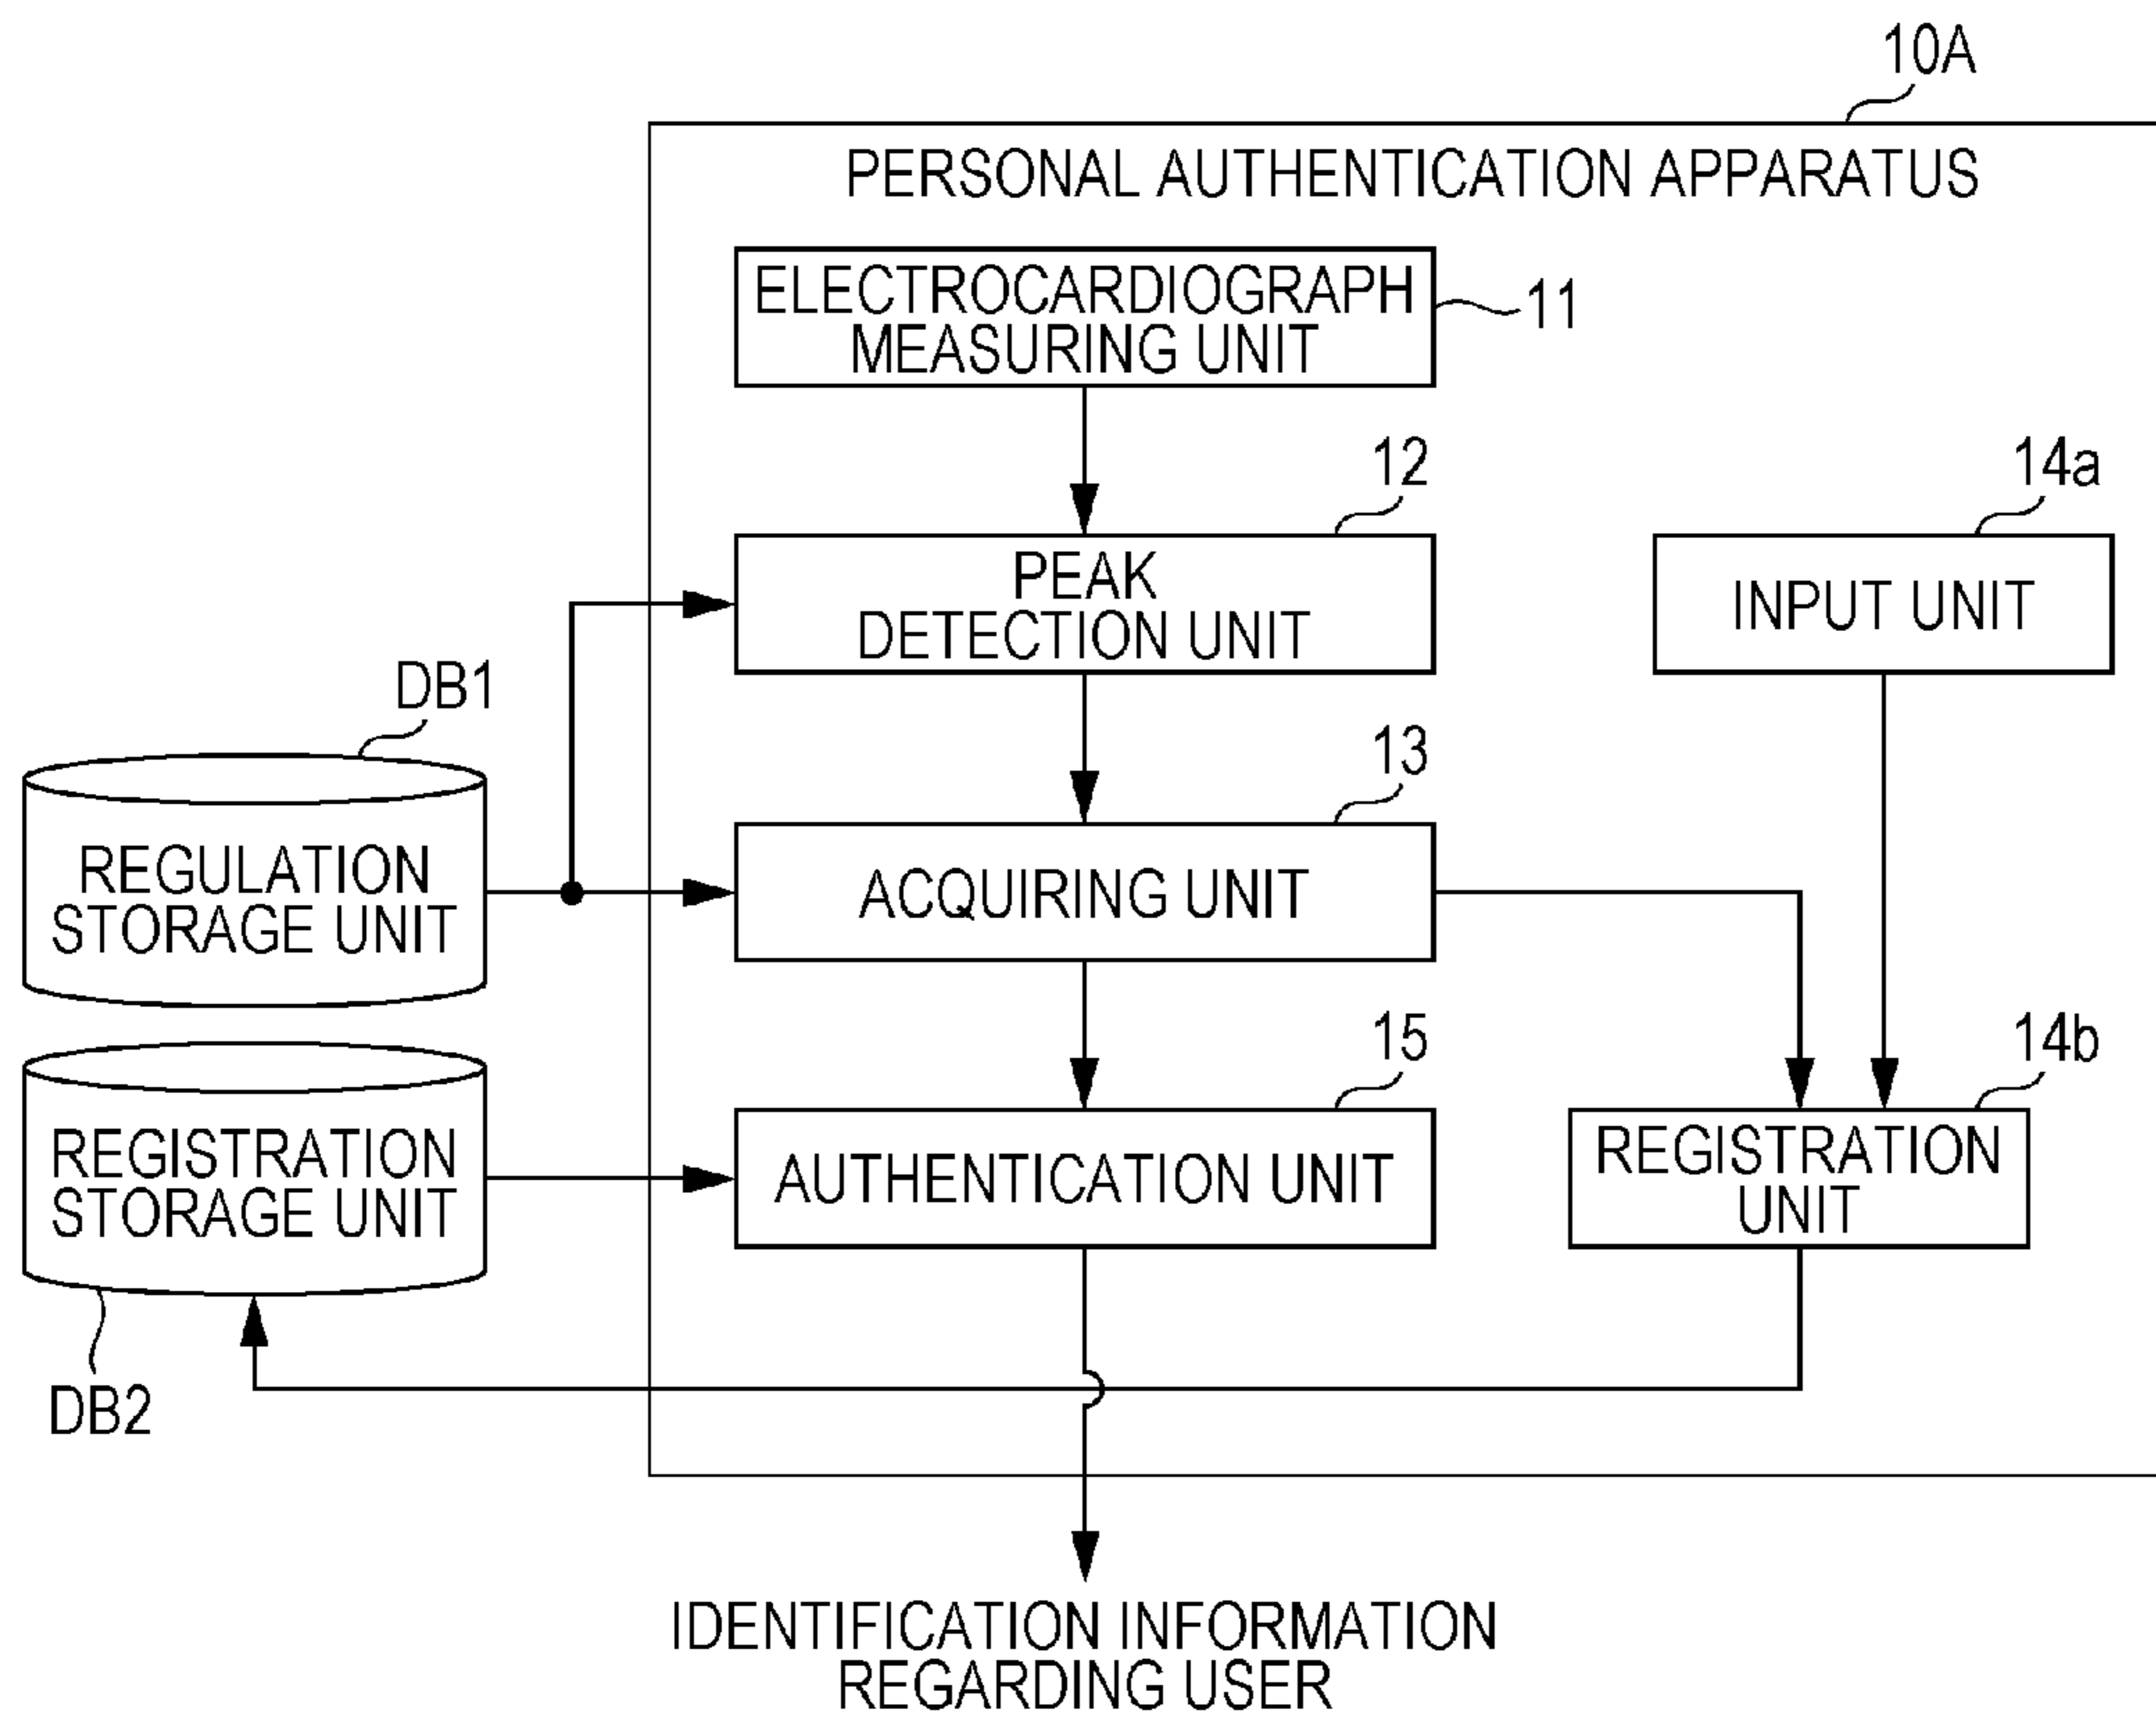 10A
PERSONAL AUTHENTICATION APPARATUS
ELECTROCARDIOGRAPH
MEASURING UNIT
11
12
14a
PEAK
DETECTION UNIT
INPUT UNIT
DB1
13
REGULATION
STORAGE UNIT
ACQUIRING UNIT
15
14b
REGISTRATION
STORAGE UNIT
AUTHENTICATION UNIT
REGISTRATION
UNIT
DB2
IDENTIFICATION INFORMATION
REGARDING USER